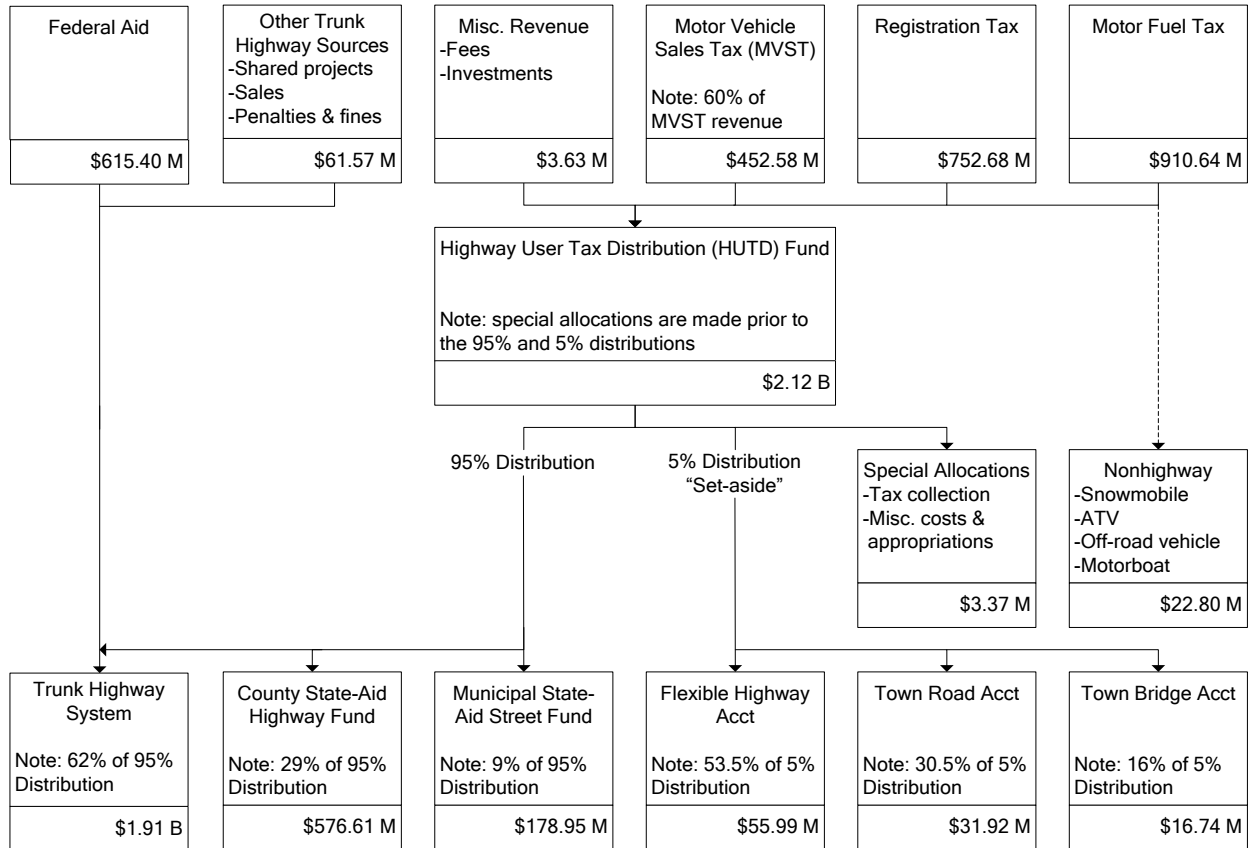 Federal Aid
$615.40 M
Other Trunk
Highway Sources
-Shared projects
-Sales
-Penalties & fines
$61.57 M
Misc. Revenue
-Fees
-Investments
$3.63 M
Motor Vehicle
Sales Tax (MVST)
Note: 60% of
MVST revenue
$452.58 M
Registration Tax
$752.68 M
Motor Fuel Tax
$910.64 M
Highway User Tax Distribution (HUTD) Fund
Note: special allocations are made prior to
the 95% and 5% distributions
$2.12 B
95% Distribution
5% Distribution
“Set-aside”
Special Allocations
-Tax collection
-Misc. costs &
appropriations
$3.37 M
Nonhighway
-Snowmobile
-ATV
-Off-road vehicle
-Motorboat
$22.80 M
Trunk Highway
System
Note: 62% of 95%
Distribution
$1.91 B
County State-Aid
Highway Fund
Note: 29% of 95%
Distribution
$576.61 M
Municipal State-
Aid Street Fund
Note: 9% of 95%
Distribution
$178.95 M
Flexible Highway
Acct
Note: 53.5% of 5%
Distribution
$55.99 M
Town Road Acct
Note: 30.5% of 5%
Distribution
$31.92 M
Town Bridge Acct
Note: 16% of 5%
Distribution
$16.74 M